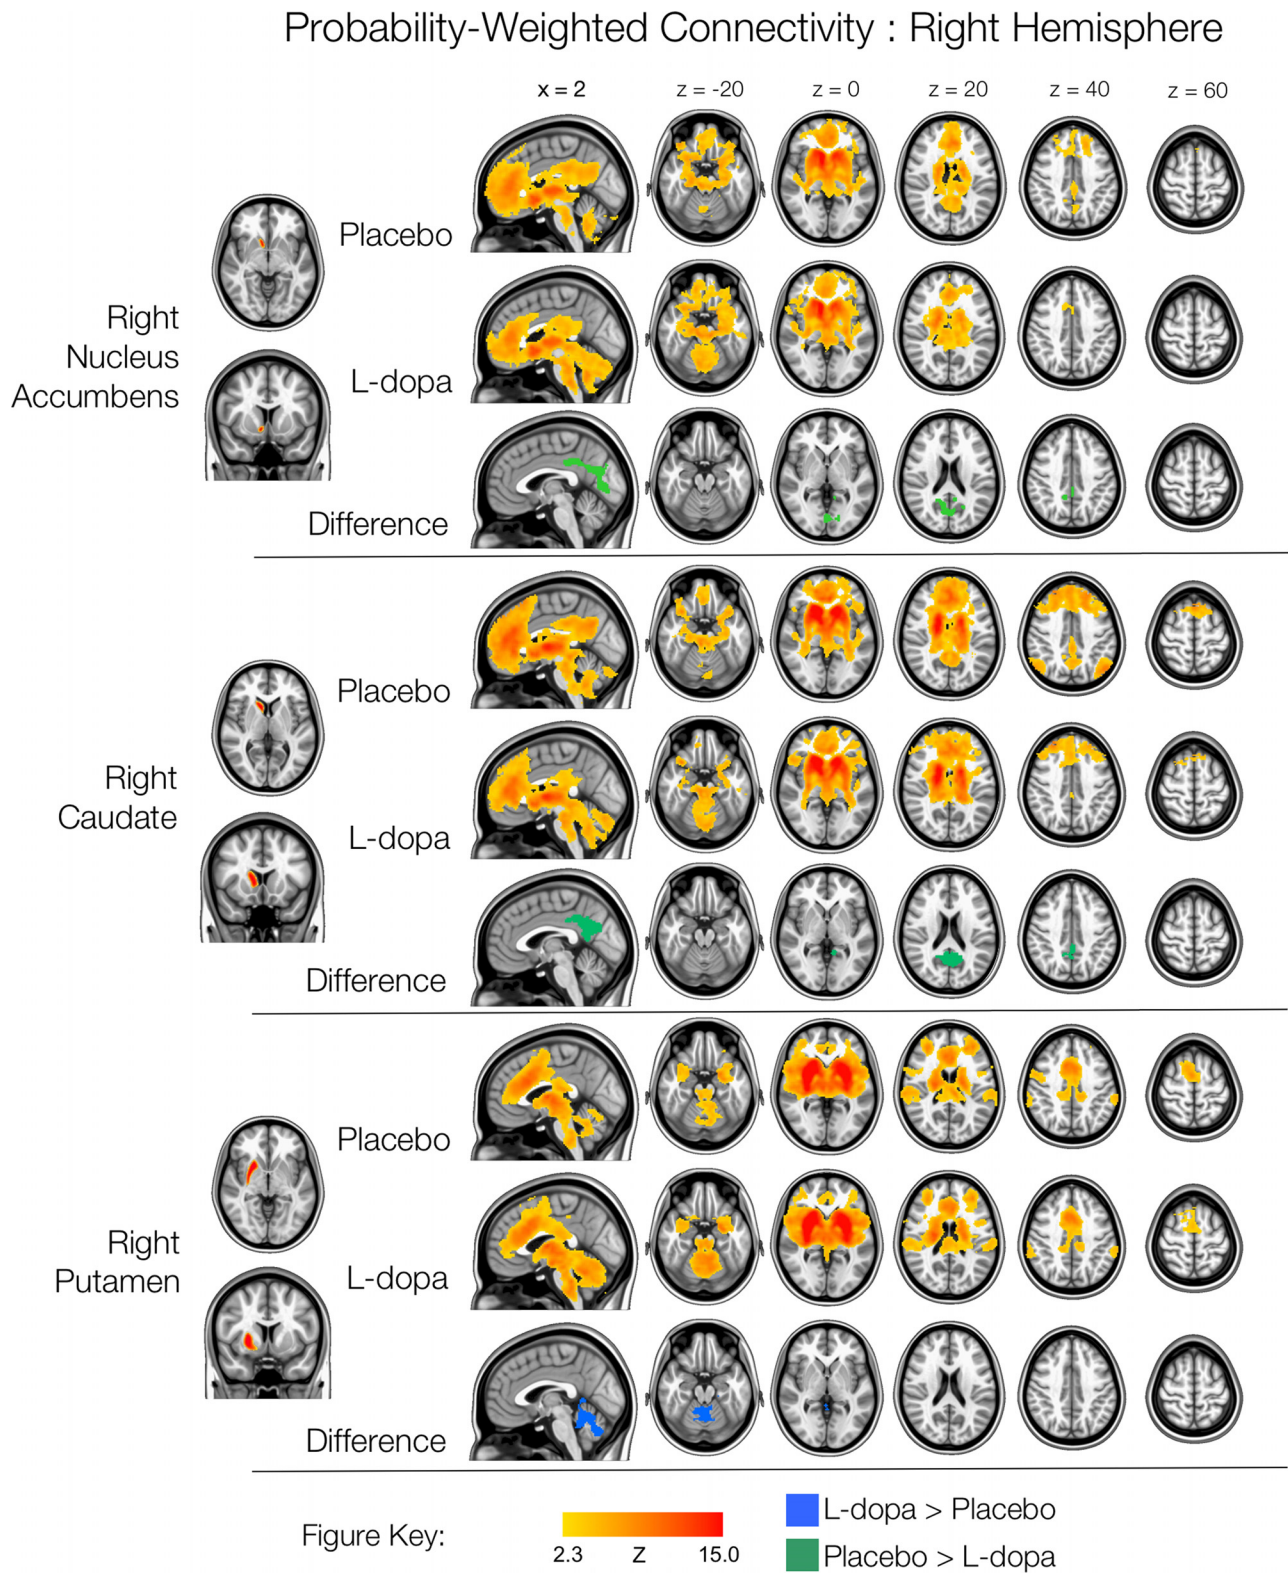 Probability-Weighted Connectivity : Right Hemisphere
x = 2 z = -20 z = 0 z = 20 z = 40 z = 60
Placebo
Right
Nucleus
Accumbens
L-dopa
Difference
Placebo
Right
Caudate
L-dopa
Difference
Placebo
Right
Putamen
L-dopa
Difference
Figure Key:
2.3 Z 15.0
L-dopa > Placebo
Placebo > L-dopa